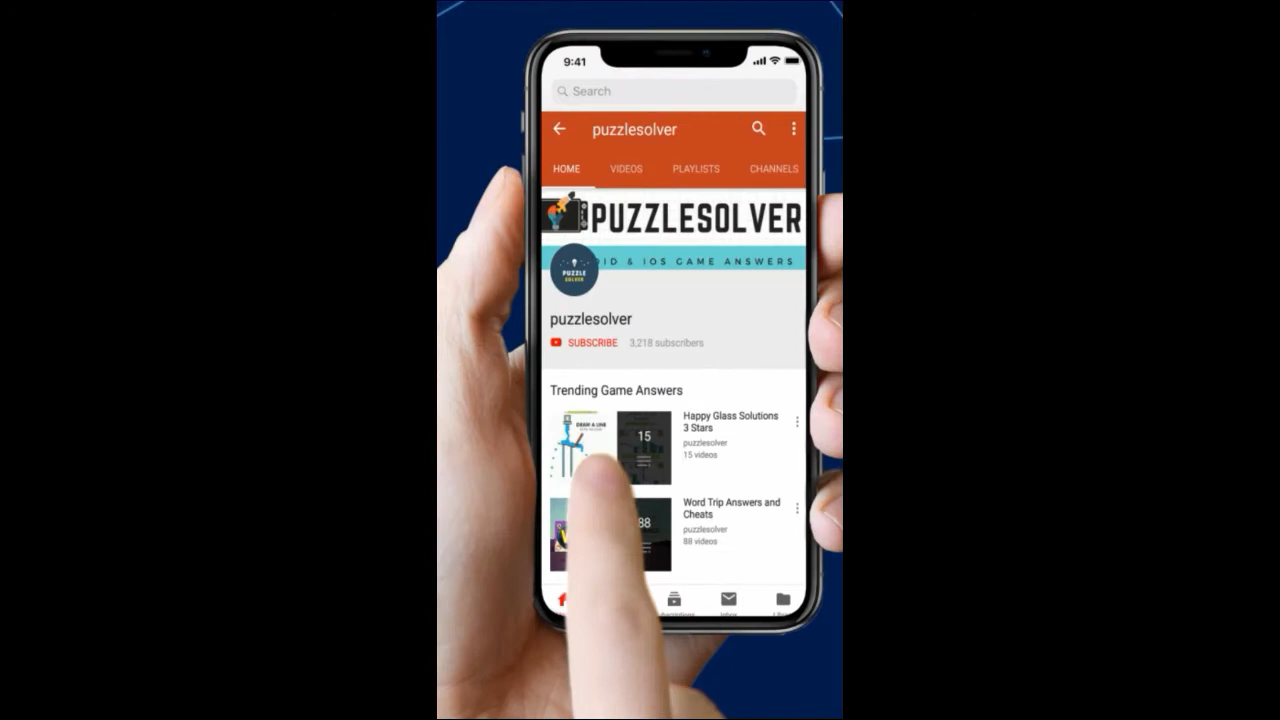 9:41
Search
puzzlesolver
HOME VIDEOS PLAYLISTS CHANNELS
PUZZLESOLVER
ID & IOS GAME ANSWERS
PUZZLE
SOLVER
puzzlesolver
SUBSCRIBE 3,218 subscribers
Trending Game Answers
DRAW A LINE
15
Happy Glass Solutions
3 Stars
puzzlesolver
15 videos
88
Word Trip Answers and
Cheats
puzzlesolver
88 videos